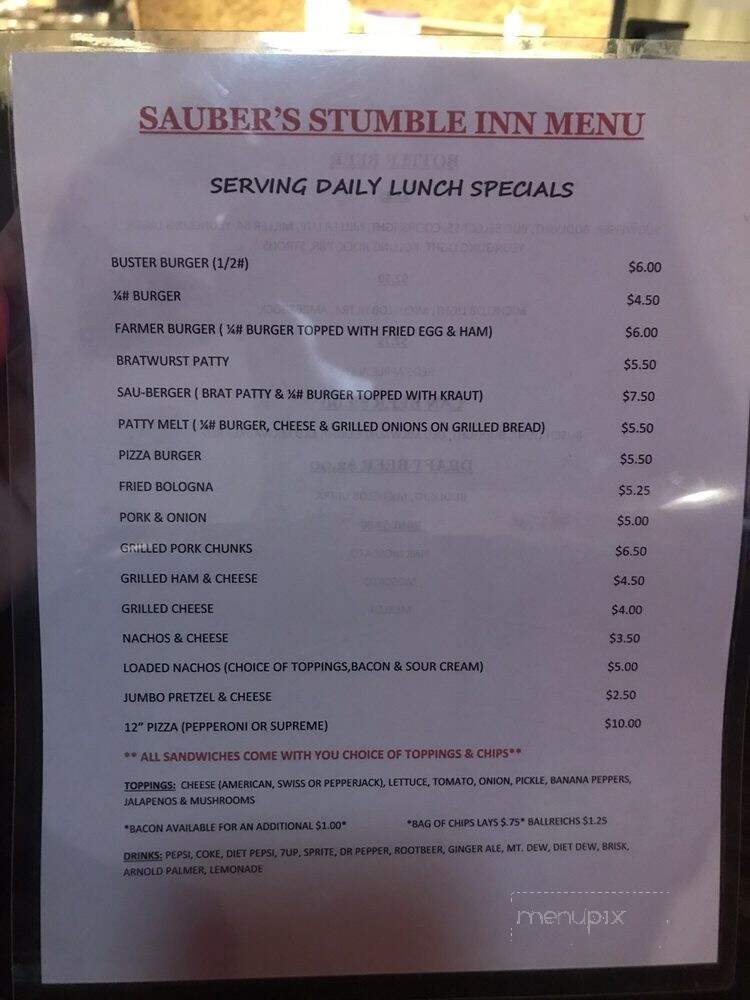 SAUBER'S STUMBLE INN MENU
SERVING DAILY LUNCH SPECIALS
BUSTER BURGER (1/2#) $6.00
¼# BURGER $4.50
FARMER BURGER ( ¼# BURGER TOPPED WITH FRIED EGG & HAM) $6.00
BRATWURST PATTY $5.50
SAU-BERGER ( BRAT PATTY & ¼# BURGER TOPPED WITH KRAUT) $7.50
PATTY MELT ( ¼# BURGER, CHEESE & GRILLED ONIONS ON GRILLED BREAD) $5.50
PIZZA BURGER $5.50
FRIED BOLOGNA $5.25
PORK & ONION $5.00
GRILLED PORK CHUNKS $6.50
GRILLED HAM & CHEESE $4.50
GRILLED CHEESE $4.00
NACHOS & CHEESE $3.50
LOADED NACHOS (CHOICE OF TOPPINGS,BACON & SOUR CREAM) $5.00
JUMBO PRETZEL & CHEESE $2.50
12" PIZZA (PEPPERONI OR SUPREME) $10.00
** ALL SANDWICHES COME WITH YOU CHOICE OF TOPPINGS & CHIPS**
TOPPINGS: CHEESE (AMERICAN, SWISS OR PEPPERJACK), LETTUCE, TOMATO, ONION, PICKLE, BANANA PEPPERS,
JALAPENOS & MUSHROOMS
*BACON AVAILABLE FOR AN ADDITIONAL $1.00* *BAG OF CHIPS LAYS $.75* BALLREICHS $1.25
DRINKS: PEPSI, COKE, DIET PEPSI, 7UP, SPRITE, DR PEPPER, ROOTBEER, GINGER ALE, MT. DEW, DIET DEW, BRISK,
ARNOLD PALMER, LEMONADE
menupix